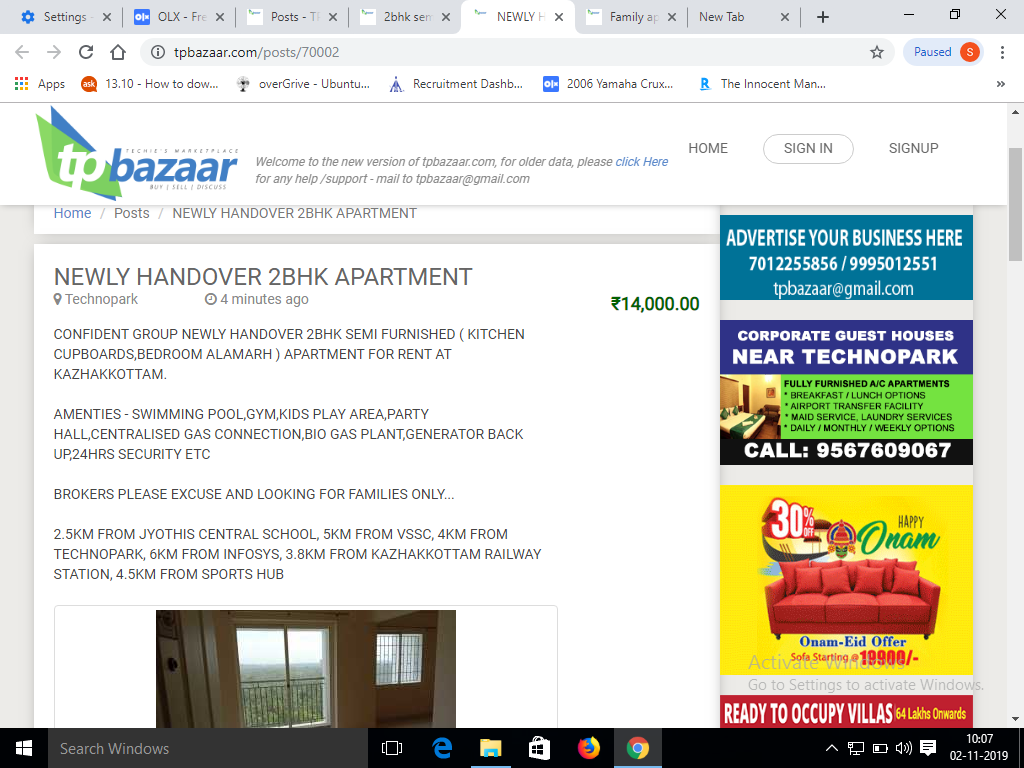 Settings -
OLX - Fre
Posts - T
2bhk sem
NEWLY H
Family ap
New Tab
tpbazaar.com/posts/70002
Paused
S
Apps
ask
13.10 - How to dow...
overGrive - Ubuntu...
Recruitment Dashb...
2006 Yamaha Crux...
The Innocent Man...
»
TECHIE'S MARKETPLACE
tpbazaar
BUY | SELL | DISCUSS
Welcome to the new version of tpbazaar.com, for older data, please click Here
for any help /support - mail to tpbazaar@gmail.com
HOME
SIGN IN
SIGNUP
Home / Posts / NEWLY HANDOVER 2BHK APARTMENT
NEWLY HANDOVER 2BHK APARTMENT
Technopark
4 minutes ago
₹14,000.00
CONFIDENT GROUP NEWLY HANDOVER 2BHK SEMI FURNISHED ( KITCHEN
CUPBOARDS,BEDROOM ALAMARH ) APARTMENT FOR RENT AT
KAZHAKKOTTAM.
AMENTIES - SWIMMING POOL,GYM,KIDS PLAY AREA,PARTY
HALL,CENTRALISED GAS CONNECTION,BIO GAS PLANT,GENERATOR BACK
UP,24HRS SECURITY ETC
BROKERS PLEASE EXCUSE AND LOOKING FOR FAMILIES ONLY...
2.5KM FROM JYOTHIS CENTRAL SCHOOL, 5KM FROM VSSC, 4KM FROM
TECHNOPARK, 6KM FROM INFOSYS, 3.8KM FROM KAZHAKKOTTAM RAILWAY
STATION, 4.5KM FROM SPORTS HUB
ADVERTISE YOUR BUSINESS HERE
7012255856 / 9995012551
tpbazaar@gmail.com
CORPORATE GUEST HOUSES
NEAR TECHNOPARK
FULLY FURNISHED A/C APARTMENTS
* BREAKFAST / LUNCH OPTIONS
* AIRPORT TRANSFER FACILITY
* MAID SERVICE, LAUNDRY SERVICES
* DAILY / MONTHLY / WEEKLY OPTIONS
CALL: 9567609067
30% OFF
HAPPY
Onam
Onam-Eid Offer
Sofa Starting @ 19900/-
Activate Windows
Go to Settings to activate Windows.
READY TO OCCUPY VILLAS 64 Lakhs Onwards
Search Windows
10:07
02-11-2019